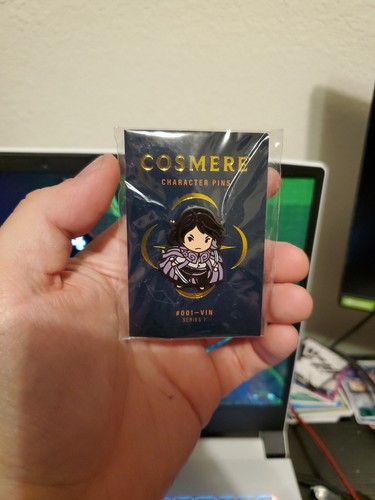 COSMERE
CHARACTER PINS
#001—VIN
SERIES 1